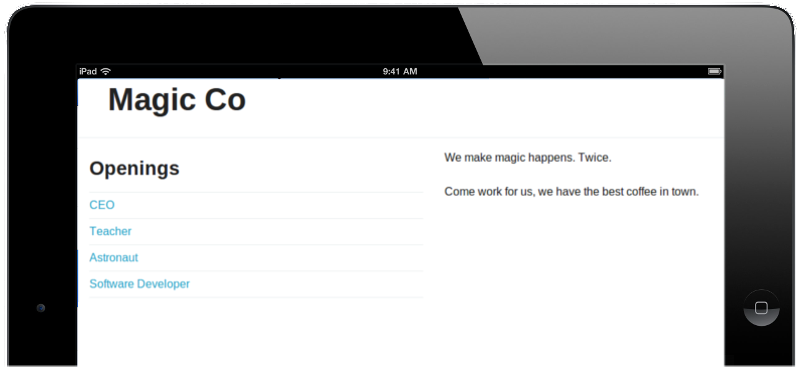 iPad 9:41 AM
Magic Co
Openings
CEO
Teacher
Astronaut
Software Developer
We make magic happens. Twice.
Come work for us, we have the best coffee in town.